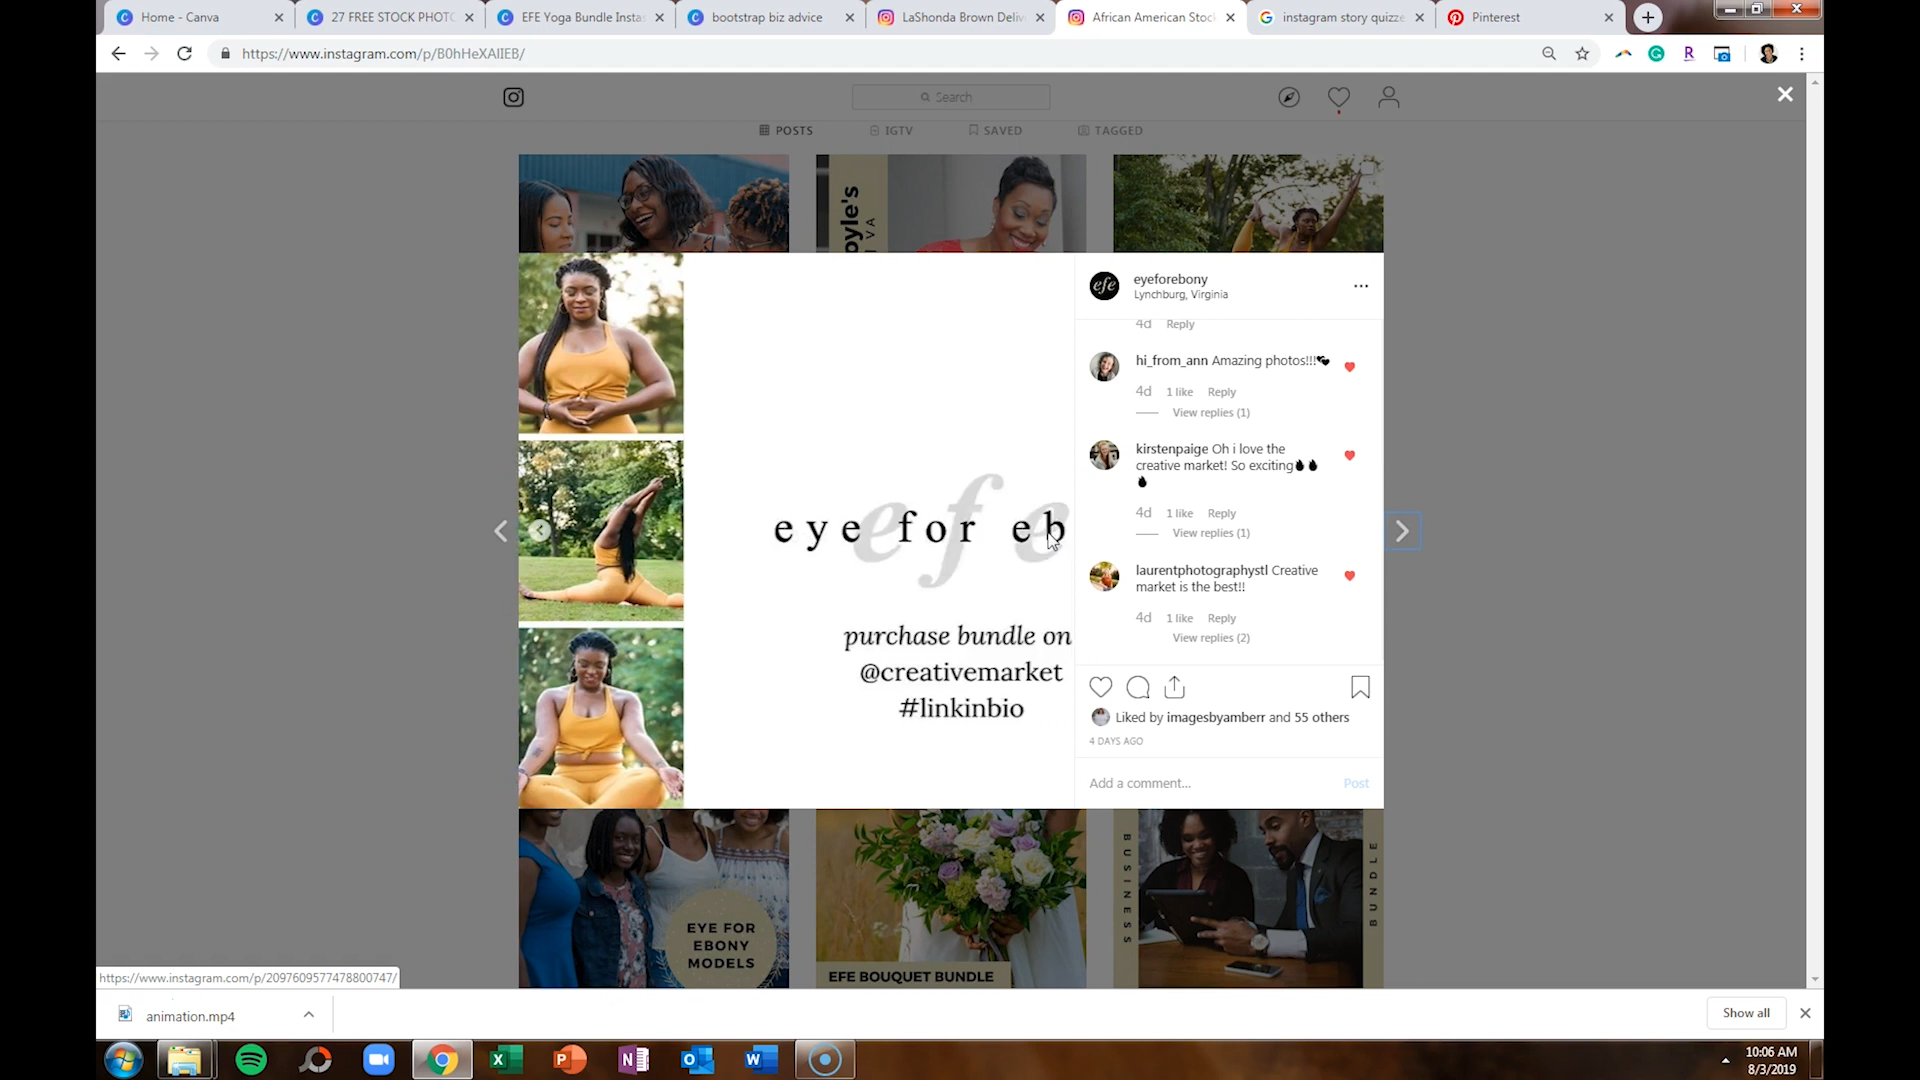 Home - Canva
27 FREE STOCK PHOTO
EFE Yoga Bundle Insta
bootstrap biz advice
LaShonda Brown Deliv
African American Stock
instagram story quizze
Pinterest
https://www.instagram.com/p/B0hHeXAIIEB/
Search
POSTS
IGTV
SAVED
TAGGED
oyle's
eyeforebony
Lynchburg, Virginia
4d Reply
hi_from_ann Amazing photos!!!
4d 1 like Reply
View replies (1)
kirstenpaige Oh i love the
creative market! So exciting
4d 1 like Reply
View replies (1)
laurentphotographystl Creative
market is the best!!
4d 1 like Reply
View replies (2)
efe
eye for eb
purchase bundle on
@creativemarket
#linkinbio
Liked by imagesbyamberr and 55 others
4 DAYS AGO
Add a comment...
Post
EYE FOR
EBONY
MODELS
EFE BOUQUET BUNDLE
BUSINESS
BUNDLE
https://www.instagram.com/p/2097609577478800747/
animation.mp4
Show all
10:06 AM
8/3/2019